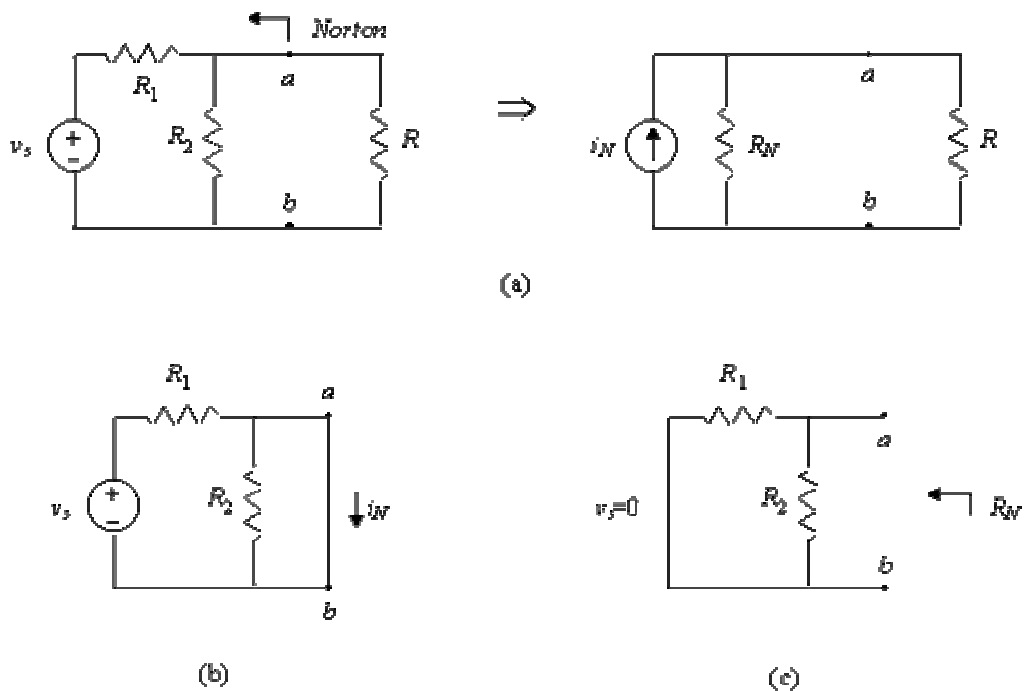 Norton
R1
a
vs
+
-
R2
R
b
⇒
iN
RN
a
R
b
(a)
R1
a
vs
+
-
R2
iN
b
(b)
R1
a
vs=0
R2
RN
b
(c)